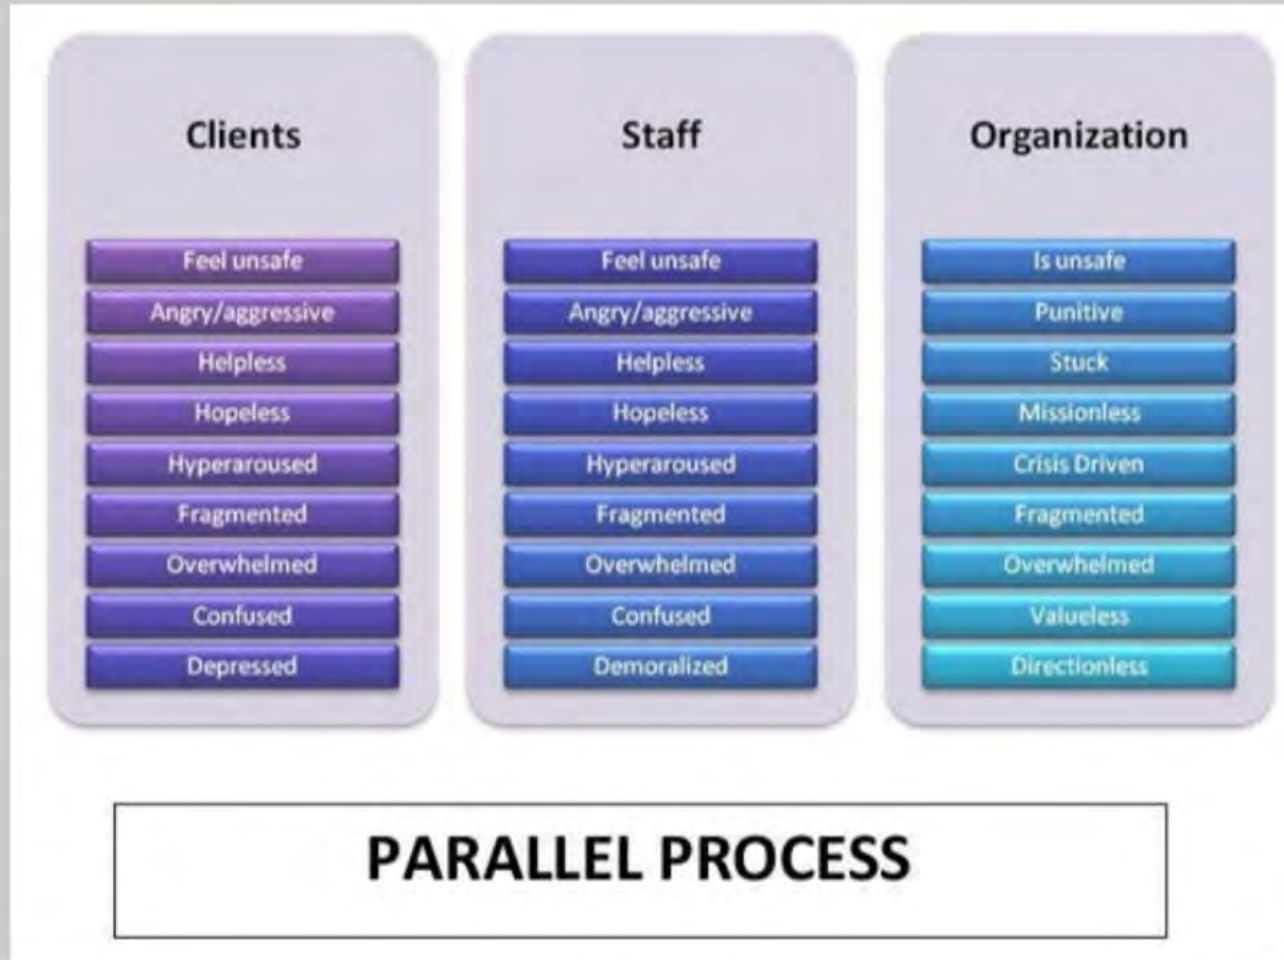 Clients
Feel unsafe
Angry/aggressive
Helpless
Hopeless
Hyperaroused
Fragmented
Overwhelmed
Confused
Depressed
Staff
Feel unsafe
Angry/aggressive
Helpless
Hopeless
Hyperaroused
Fragmented
Overwhelmed
Confused
Demoralized
Organization
Is unsafe
Punitive
Stuck
Missionless
Crisis Driven
Fragmented
Overwhelmed
Valueless
Directionless
PARALLEL PROCESS